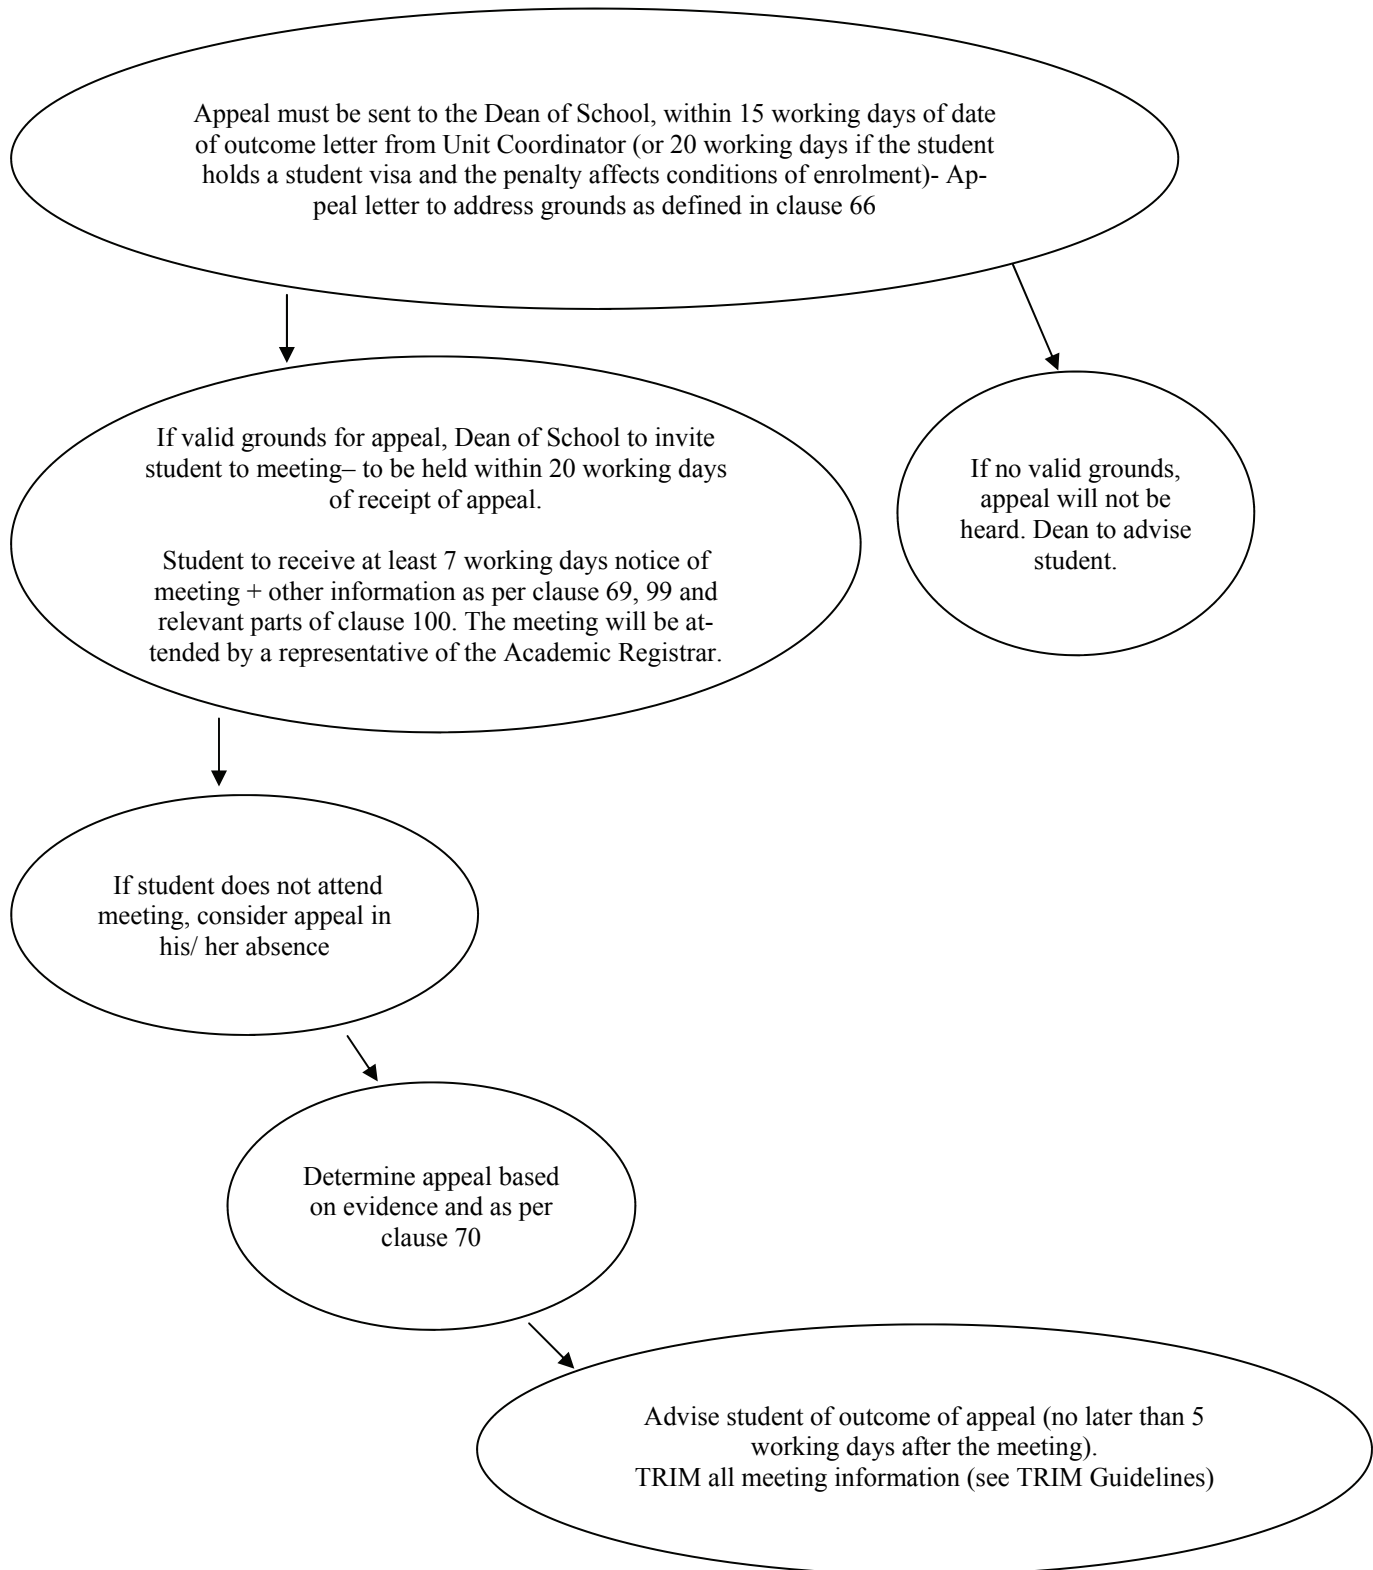 Appeal must be sent to the Dean of School, within 15 working days of date
of outcome letter from Unit Coordinator (or 20 working days if the student
holds a student visa and the penalty affects conditions of enrolment)- Ap-
peal letter to address grounds as defined in clause 66
If valid grounds for appeal, Dean of School to invite
student to meeting– to be held within 20 working days
of receipt of appeal.
Student to receive at least 7 working days notice of
meeting + other information as per clause 69, 99 and
relevant parts of clause 100. The meeting will be at-
tended by a representative of the Academic Registrar.
If no valid grounds,
appeal will not be
heard. Dean to advise
student.
If student does not attend
meeting, consider appeal in
his/ her absence
Determine appeal based
on evidence and as per
clause 70
Advise student of outcome of appeal (no later than 5
working days after the meeting).
TRIM all meeting information (see TRIM Guidelines)